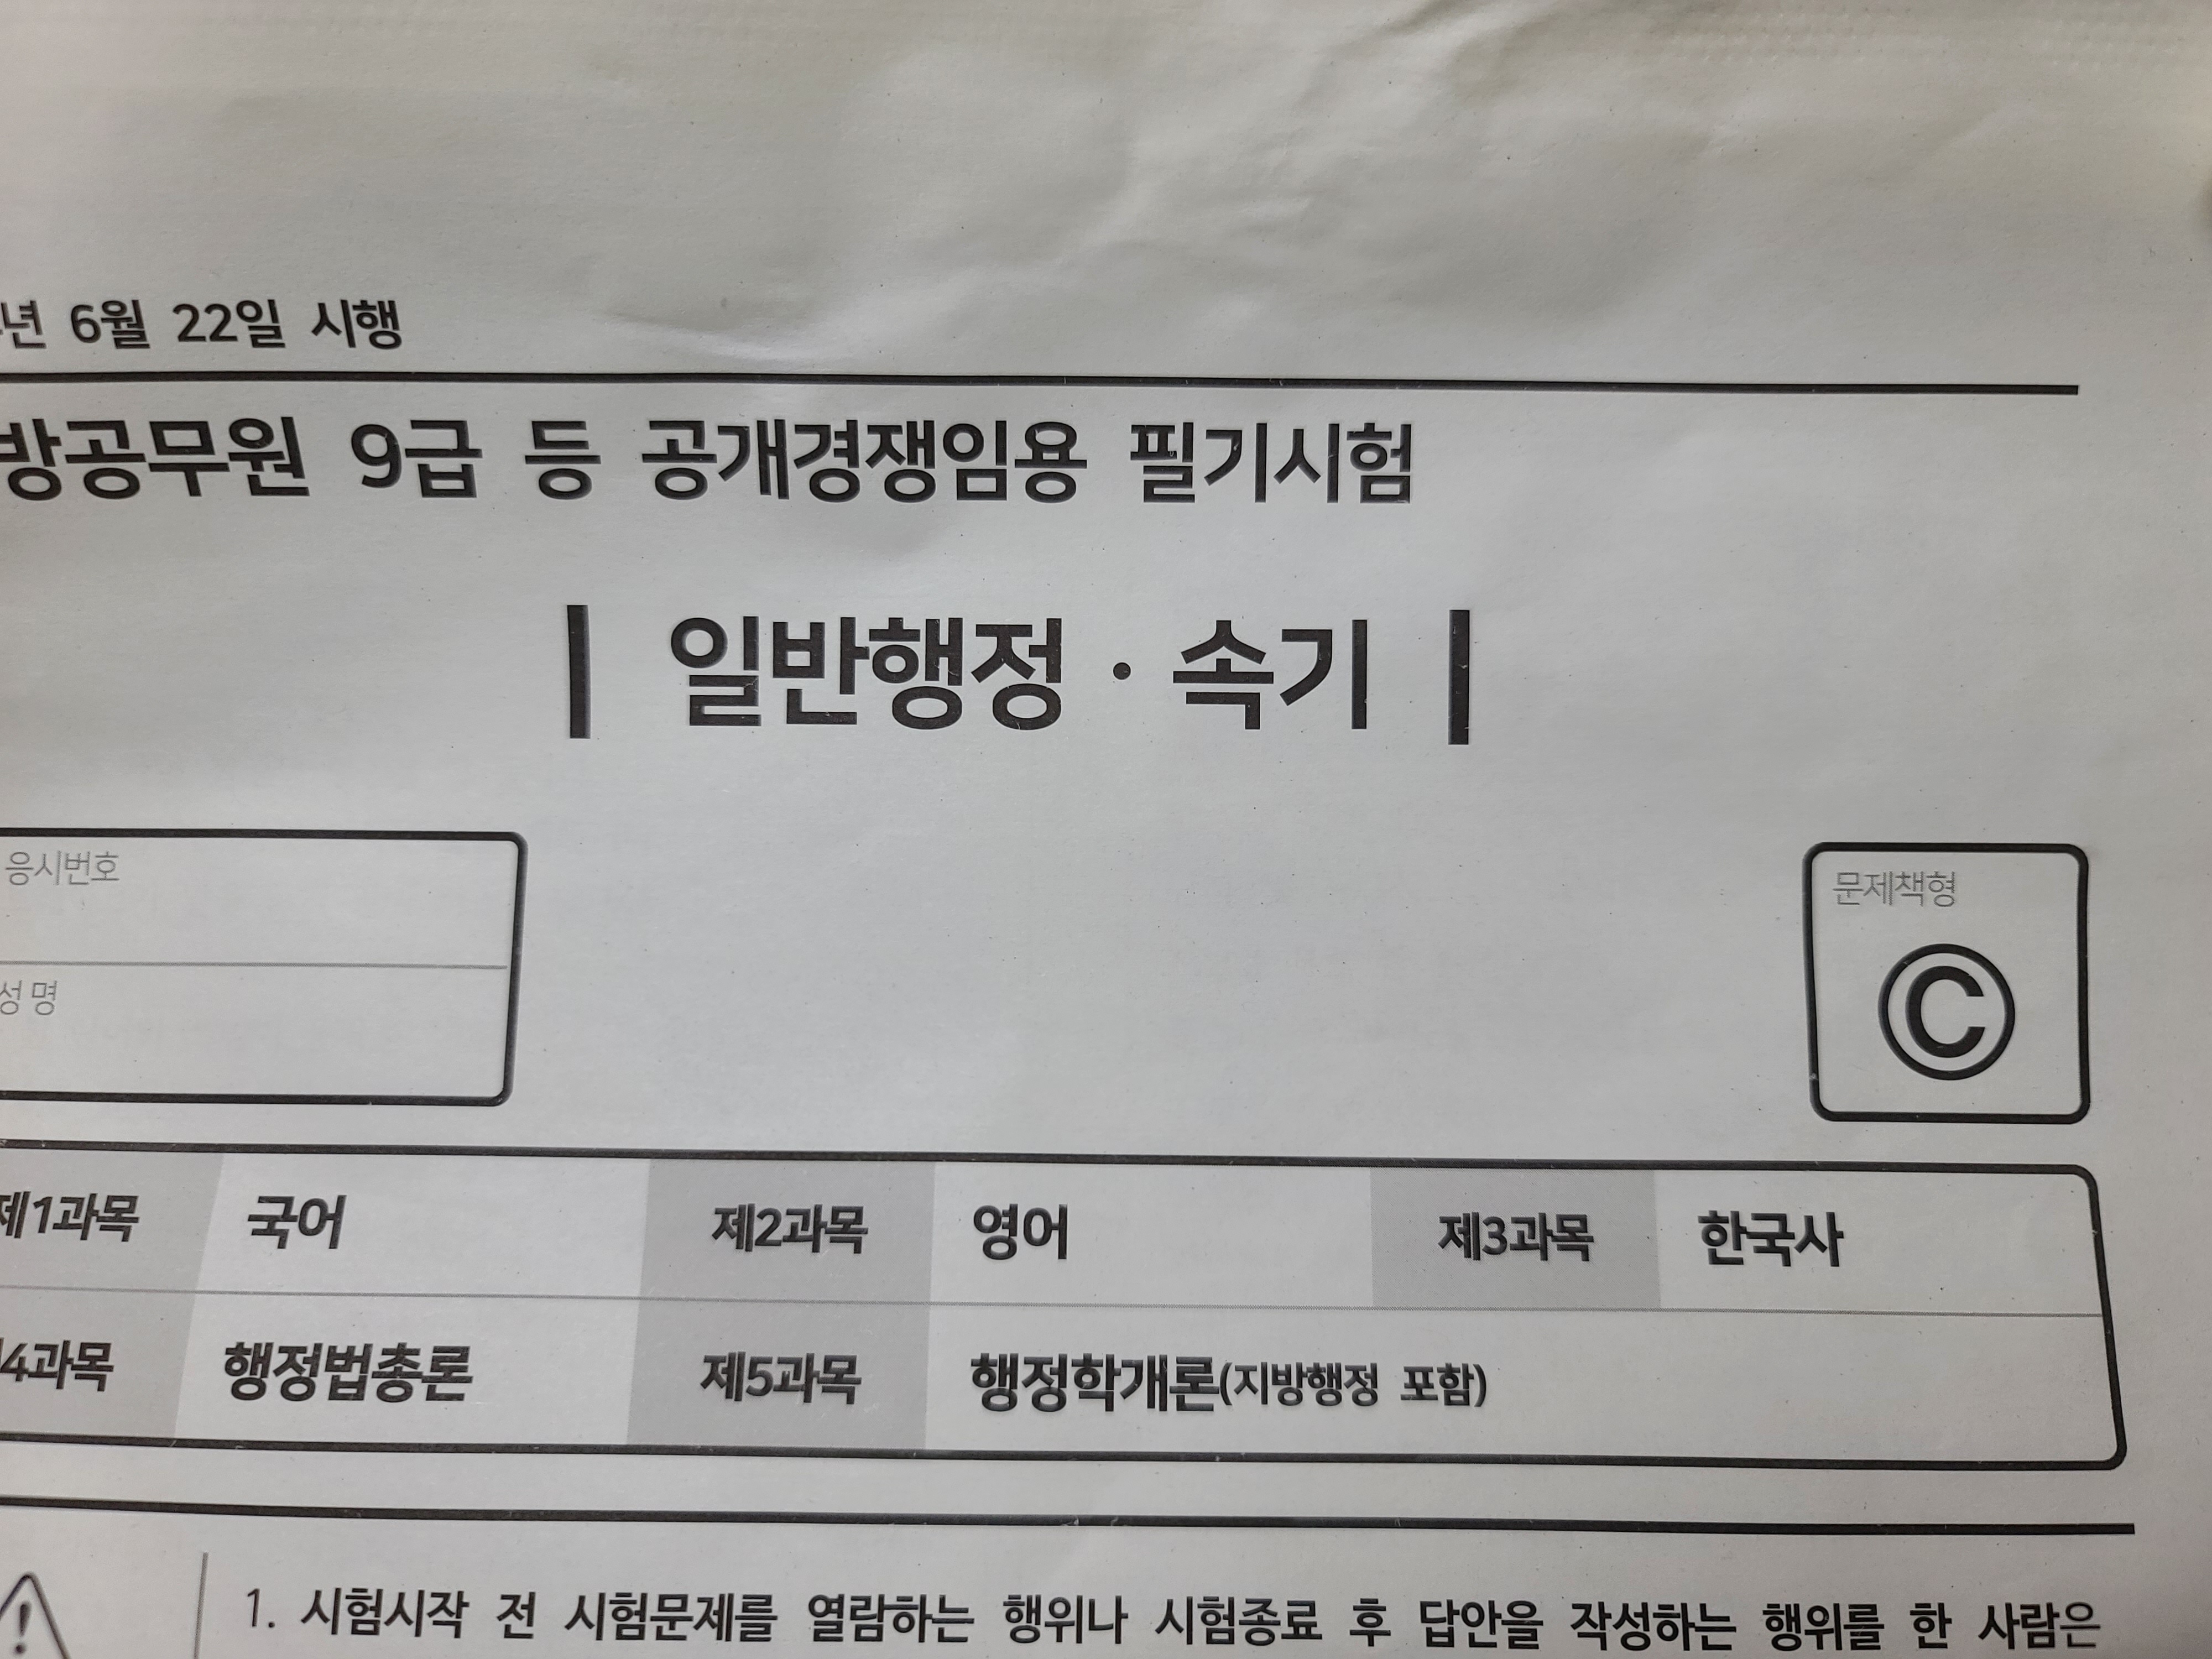 년 6월 22일 시행
방공무원 9급 등 공개경쟁임용 필기시험
일반행정 · 속기
응시번호
문제책형
Ⓒ
성 명
제1과목 국어 제2과목 영어 제3과목 한국사
4과목 행정법총론 제5과목 행정학개론(지방행정 포함)
1. 시험시작 전 시험문제를 열람하는 행위나 시험종료 후 답안을 작성하는 행위를 한 사람은